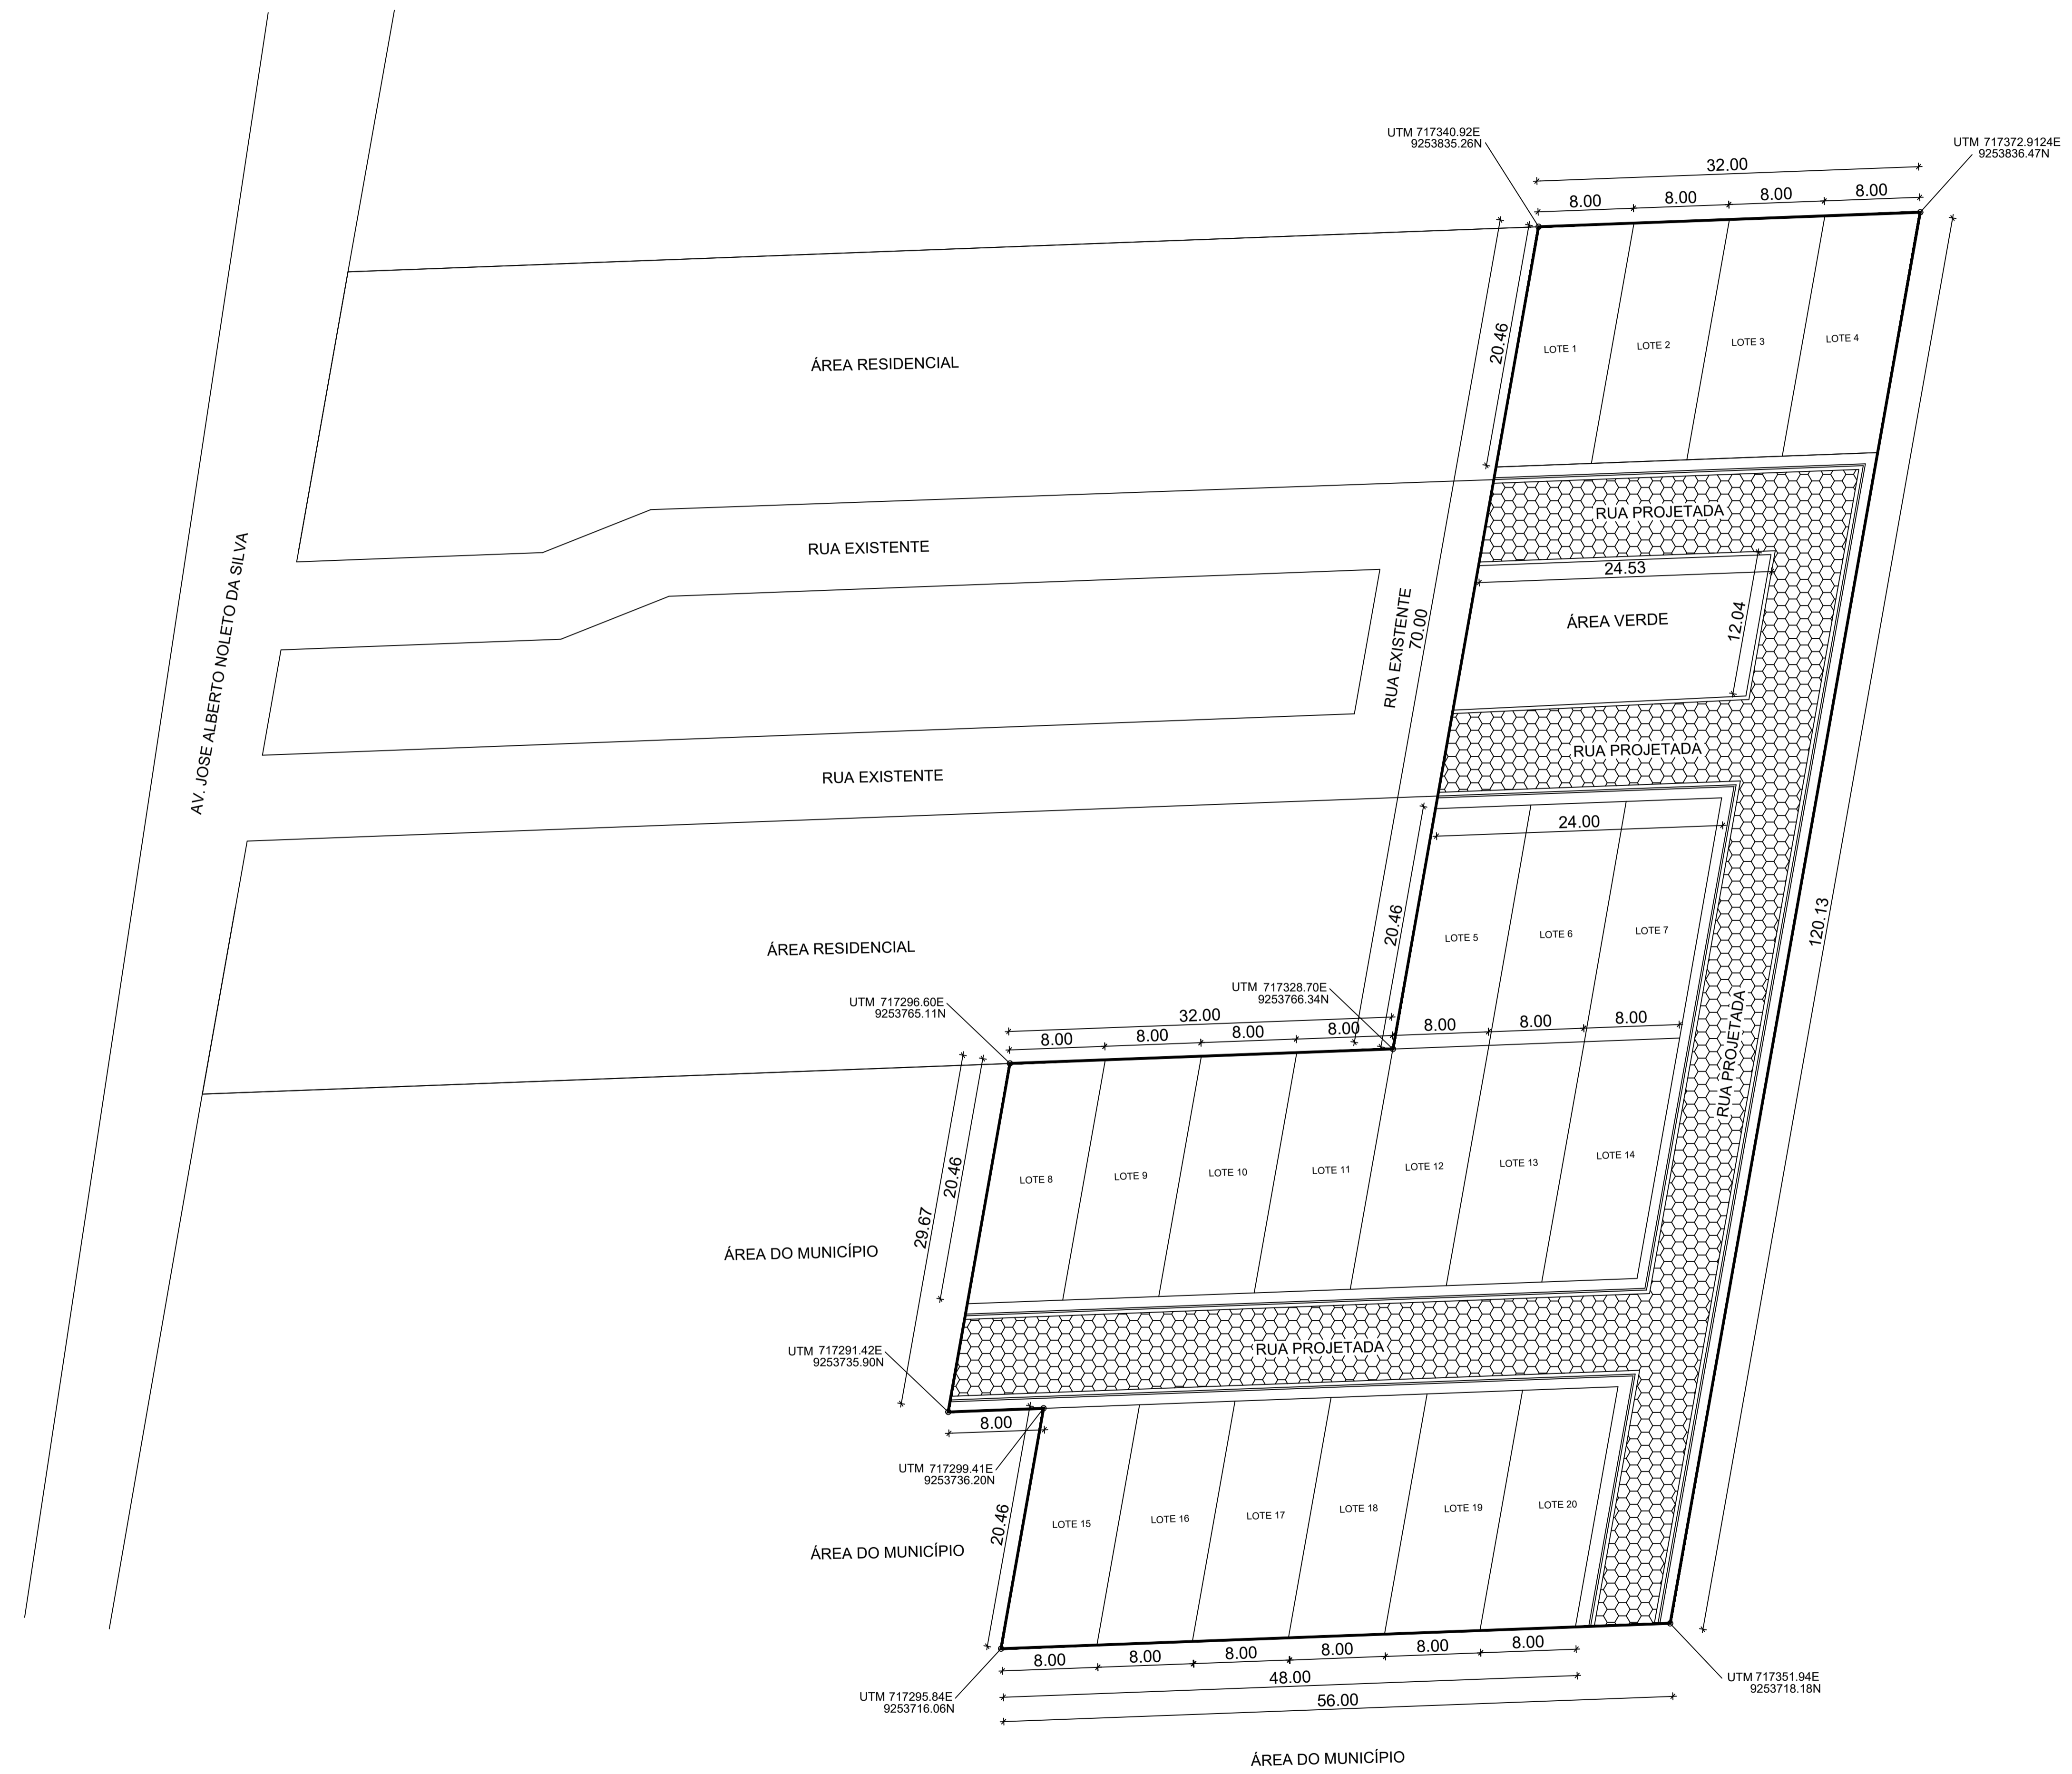 UTM 717340.92E
9253835.26N
UTM 717372.9124E
9253836.47N
32.00
8.00
8.00
8.00
8.00
20.46
LOTE 1
LOTE 2
LOTE 3
LOTE 4
ÁREA RESIDENCIAL
RUA PROJETADA
RUA EXISTENTE
24.53
12.04
ÁREA VERDE
RUA EXISTENTE
70.00
AV. JOSE ALBERTO NOLETO DA SILVA
RUA PROJETADA
RUA EXISTENTE
24.00
20.46
LOTE 5
LOTE 6
LOTE 7
120.13
ÁREA RESIDENCIAL
UTM 717296.60E
9253765.11N
UTM 717328.70E
9253766.34N
32.00
8.00
8.00
8.00
8.00
8.00
8.00
8.00
RUA PROJETADA
20.46
29.67
LOTE 8
LOTE 9
LOTE 10
LOTE 11
LOTE 12
LOTE 13
LOTE 14
ÁREA DO MUNICÍPIO
UTM 717291.42E
9253735.90N
RUA PROJETADA
8.00
UTM 717299.41E
9253736.20N
20.46
LOTE 15
LOTE 16
LOTE 17
LOTE 18
LOTE 19
LOTE 20
ÁREA DO MUNICÍPIO
8.00
8.00
8.00
8.00
8.00
8.00
48.00
56.00
UTM 717295.84E
9253716.06N
UTM 717351.94E
9253718.18N
ÁREA DO MUNICÍPIO